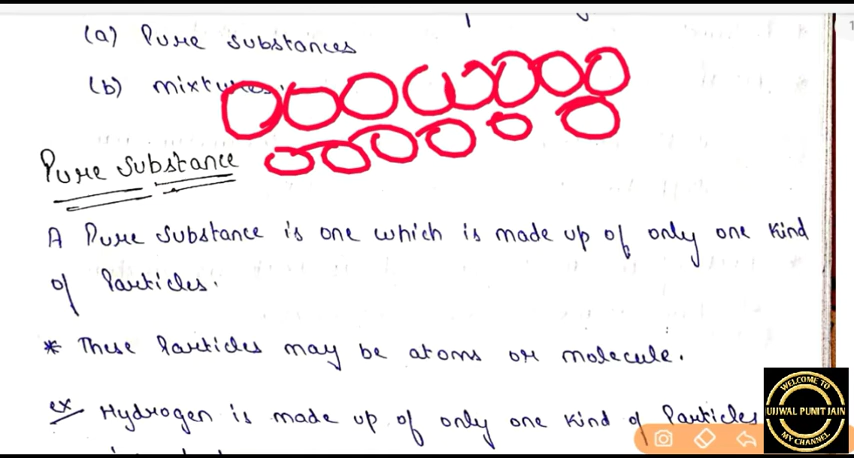 (a) Pure substances
(b) mixtures.
Pure Substance
A Pure Substance is one which is made up of only one kind
of Particles.
* These Particles may be atoms or molecule.
ex Hydrogen is made up of only one kind of Particles
WELCOME TO
UJJWAL PUNIT JAIN
MY CHANNEL